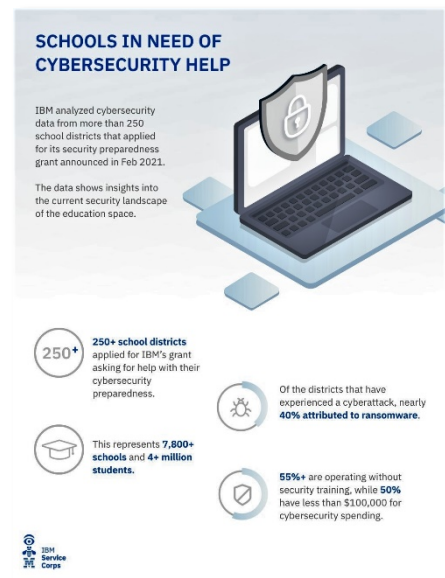 SCHOOLS IN NEED OF
CYBERSECURITY HELP
IBM analyzed cybersecurity
data from more than 250
school districts that applied
for its security preparedness
grant announced in Feb 2021.
The data shows insights into
the current security landscape
of the education space.
250+
250+ school districts
applied for IBM's grant
asking for help with their
cybersecurity
preparedness.
Of the districts that have
experienced a cyberattack, nearly
40% attributed to ransomware.
This represents 7,800+
schools and 4+ million
students.
55%+ are operating without
security training, while 50%
have less than $100,000 for
cybersecurity spending.
IBM
Service
Corps